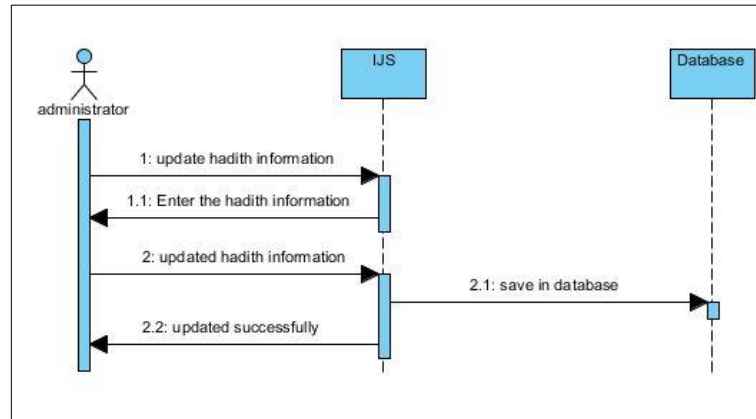 IJS
Database
administrator
1: update hadith information
1.1: Enter the hadith information
2: updated hadith information
2.1: save in database
2.2: updated successfully